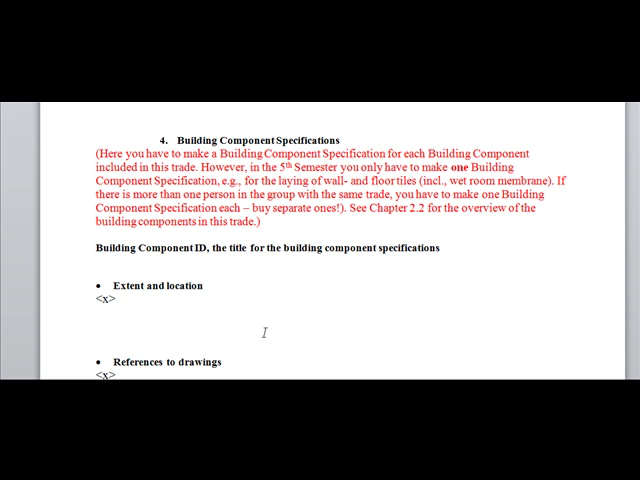 4. Building Component Specifications
(Here you have to make a Building Component Specification for each Building Component
included in this trade. However, in the 5th Semester you only have to make one Building
Component Specification, e.g., for the laying of wall- and floor tiles (incl., wet room membrane). If
there is more than one person in the group with the same trade, you have to make one Building
Component Specification each – buy separate ones!). See Chapter 2.2 for the overview of the
building components in this trade.)
Building Component ID, the title for the building component specifications
• Extent and location
<x>
• References to drawings
<x>